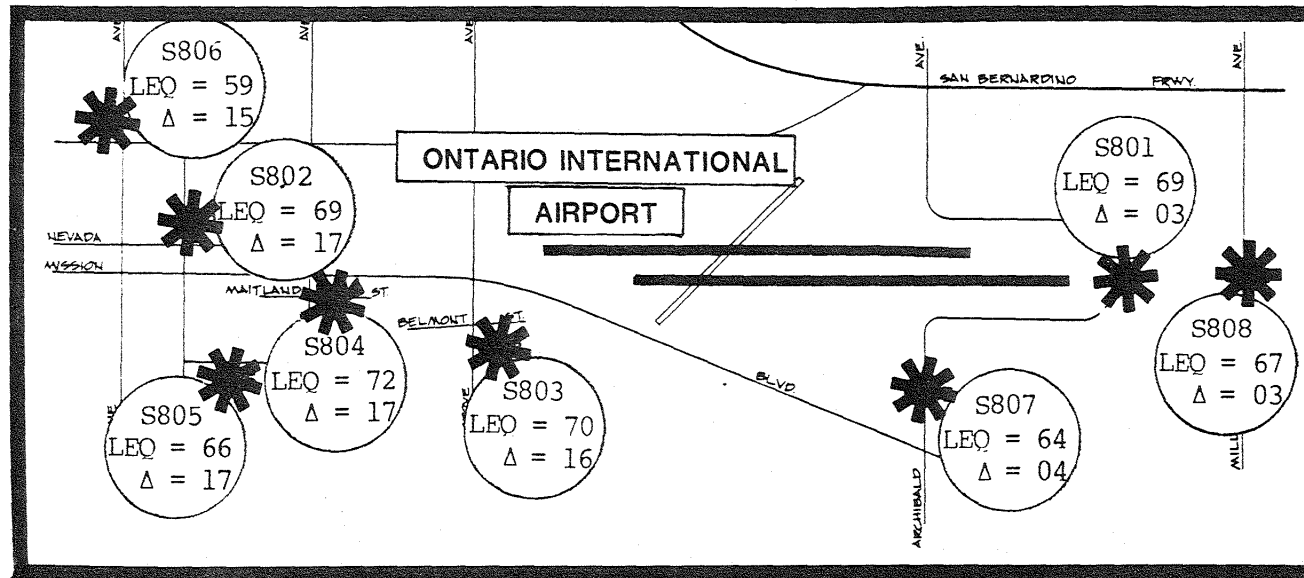 AVE
AVE
AVE
AVE.
AVE.
SAN BERNARDINO FRWY.
S806
LEQ = 59
Δ = 15
ONTARIO INTERNATIONAL
AIRPORT
S801
LEQ = 69
Δ = 03
S802
LEQ = 69
Δ = 17
NEVADA
MISSION
MAITLAND ST.
BELMONT ST.
BLVD
S804
LEQ = 72
Δ = 17
S803
LEQ = 70
Δ = 16
S805
LEQ = 66
Δ = 17
S807
LEQ = 64
Δ = 04
S808
LEQ = 67
Δ = 03
ARCHIBALD
MILL